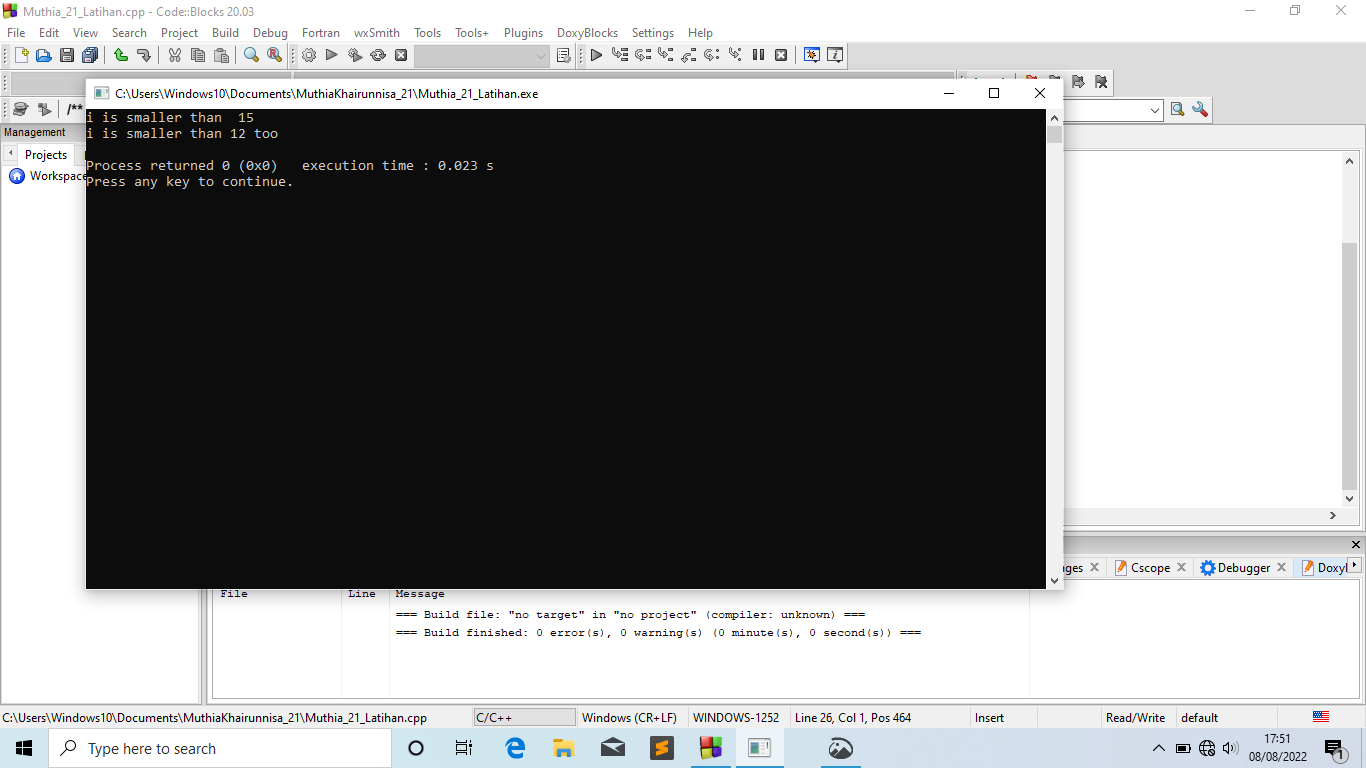 Muthia_21_Latihan.cpp - Code::Blocks 20.03
File Edit View Search Project Build Debug Fortran wxSmith Tools Tools+ Plugins DoxyBlocks Settings Help
C:\Users\Windows10\Documents\MuthiaKhairunnisa_21\Muthia_21_Latihan.exe
/**
Management
Projects
Workspace
i is smaller than  15
i is smaller than 12 too
Process returned 0 (0x0)   execution time : 0.023 s
Press any key to continue.
Cscope
Debugger
File Line Message
=== Build file: "no target" in "no project" (compiler: unknown) ===
=== Build finished: 0 error(s), 0 warning(s) (0 minute(s), 0 second(s)) ===
C:\Users\Windows10\Documents\MuthiaKhairunnisa_21\Muthia_21_Latihan.cpp C/C++ Windows (CR+LF) WINDOWS-1252 Line 26, Col 1, Pos 464 Insert Read/Write default
Type here to search
17:51
08/08/2022
1